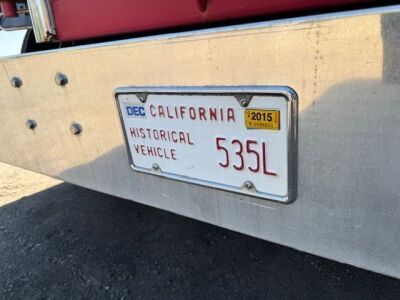 DEC CALIFORNIA 2015
HISTORICAL
VEHICLE 535L